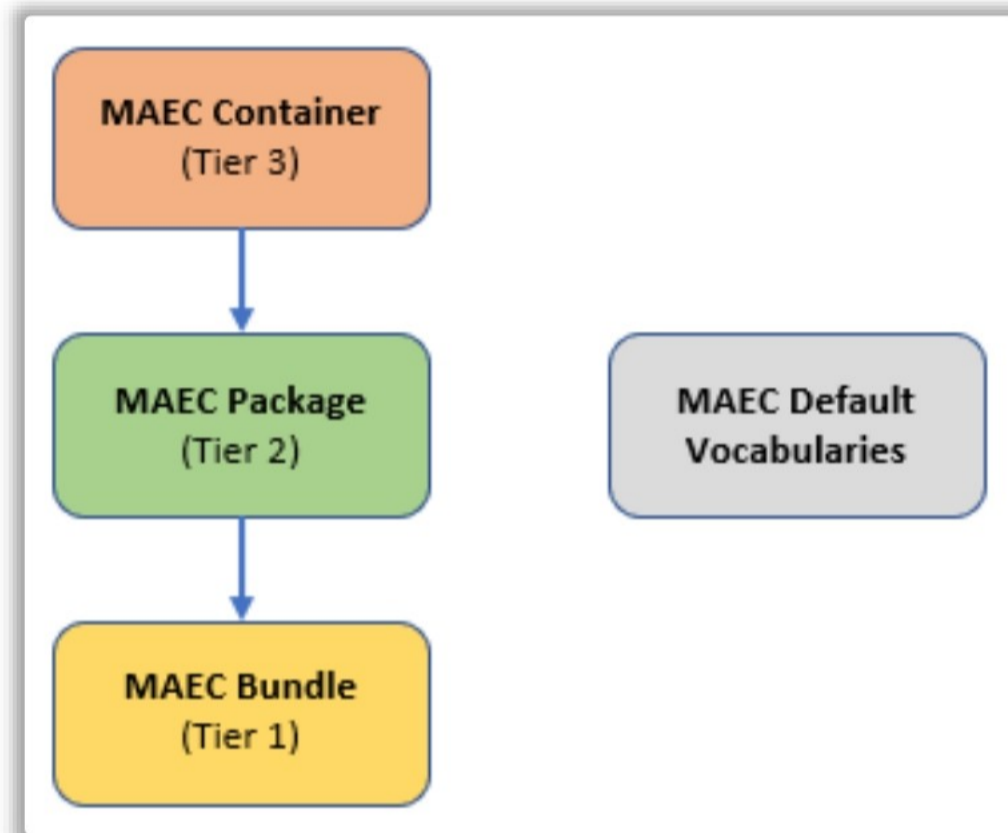 MAEC Container
(Tier 3)
MAEC Package
(Tier 2)
MAEC Default
Vocabularies
MAEC Bundle
(Tier 1)